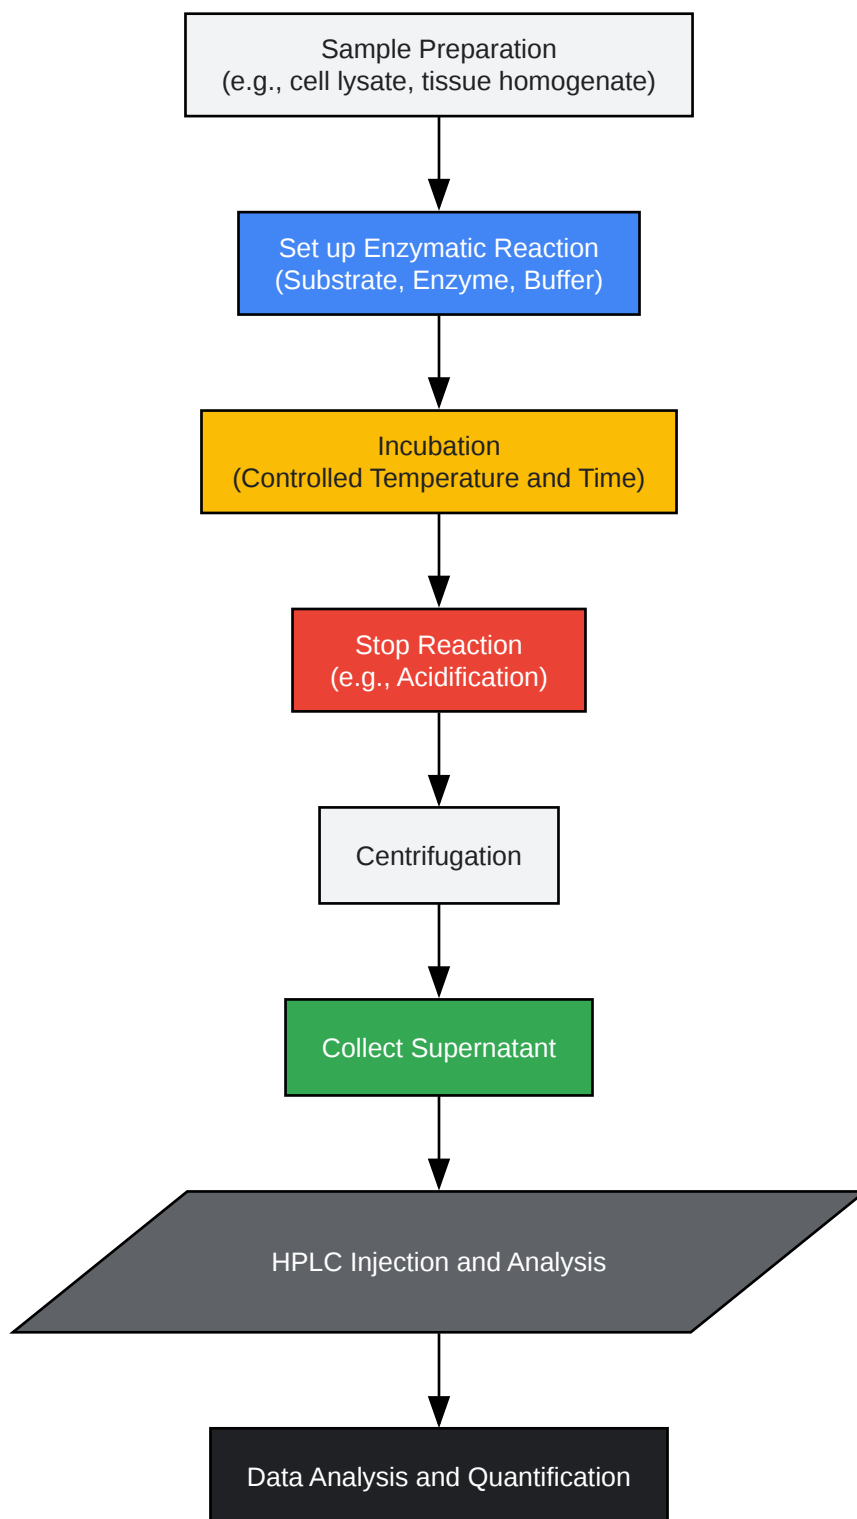 Sample Preparation
(e.g., cell lysate, tissue homogenate)
Set up Enzymatic Reaction
(Substrate, Enzyme, Buffer)
Incubation
(Controlled Temperature and Time)
Stop Reaction
(e.g., Acidification)
Centrifugation
Collect Supernatant
HPLC Injection and Analysis
Data Analysis and Quantification